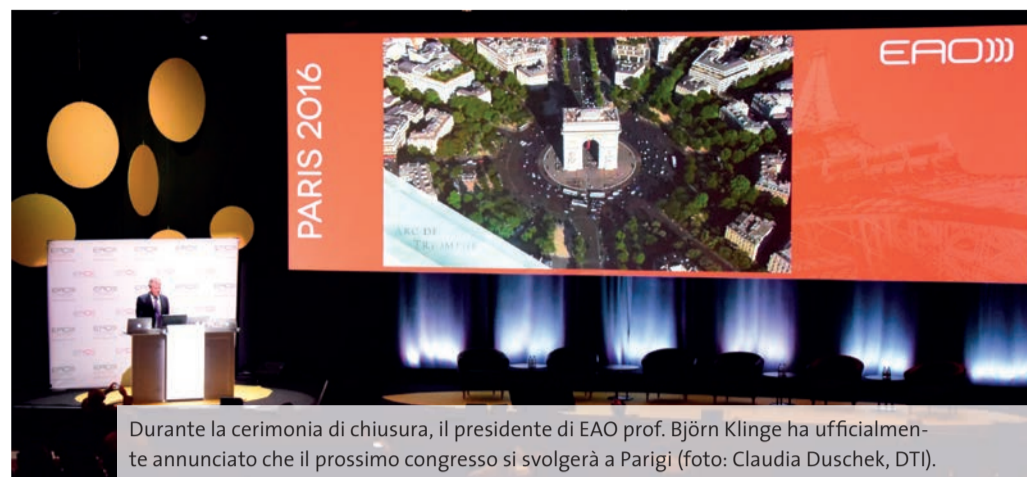 PARIS 2016
EAO)))
ARC DE
TRIOMPHE
Durante la cerimonia di chiusura, il presidente di EAO prof. Björn Klinge ha ufficialmen-
te annunciato che il prossimo congresso si svolgerà a Parigi (foto: Claudia Duschek, DTI).